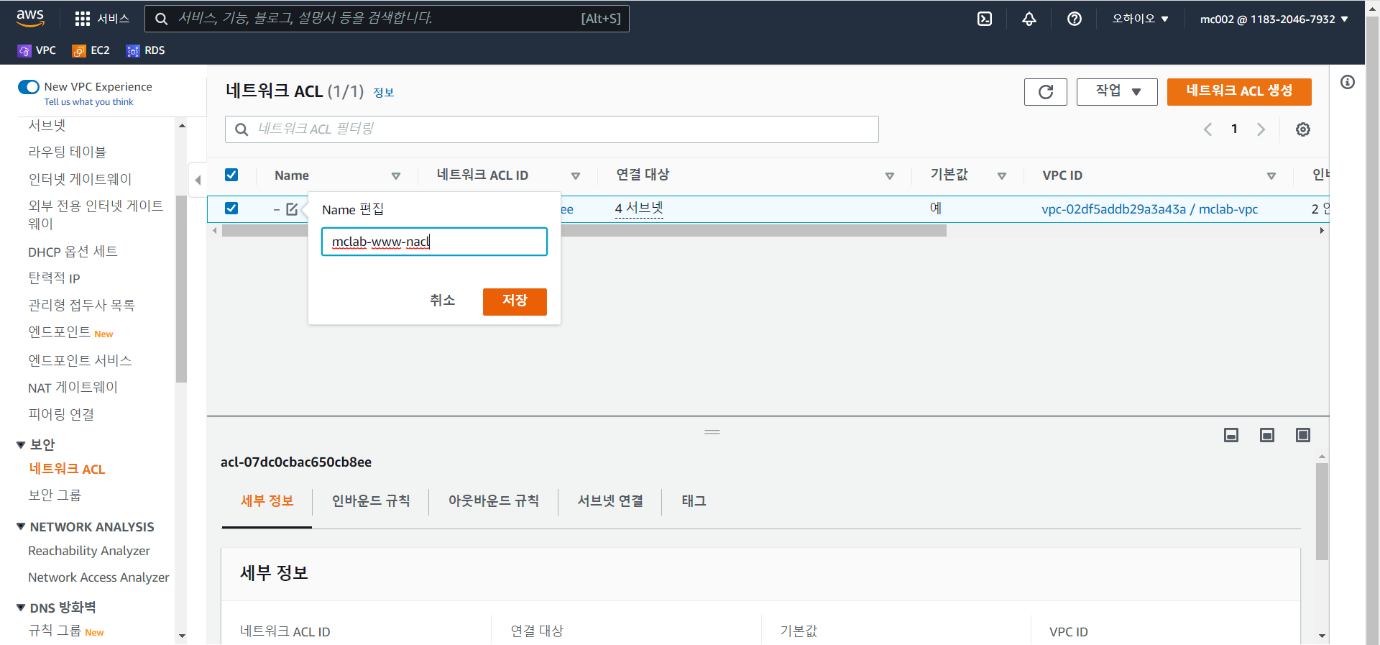 aws 서비스 서비스, 기능, 블로그, 설명서 등을 검색합니다. [Alt+S] 오하이오 ▼ mc002 @ 1183-2046-7932 ▼
VPC EC2 RDS
New VPC Experience
Tell us what you think
서브넷
라우팅 테이블
인터넷 게이트웨이
외부 전용 인터넷 게이트
웨이
DHCP 옵션 세트
탄력적 IP
관리형 접두사 목록
엔드포인트 New
엔드포인트 서비스
NAT 게이트웨이
피어링 연결
▼ 보안
네트워크 ACL
보안 그룹
▼ NETWORK ANALYSIS
Reachability Analyzer
Network Access Analyzer
▼ DNS 방화벽
규칙 그룹 New
네트워크 ACL (1/1) 정보
작업 ▼
네트워크 ACL 생성
네트워크 ACL 필터링
1
Name 네트워크 ACL ID 연결 대상 기본값 VPC ID
– ee 4 서브넷 예 vpc-02df5addb29a3a43a / mclab-vpc 2
Name 편집
mclab-www-nacl
취소 저장
acl-07dc0cbac650cb8ee
세부 정보 인바운드 규칙 아웃바운드 규칙 서브넷 연결 태그
세부 정보
네트워크 ACL ID 연결 대상 기본값 VPC ID